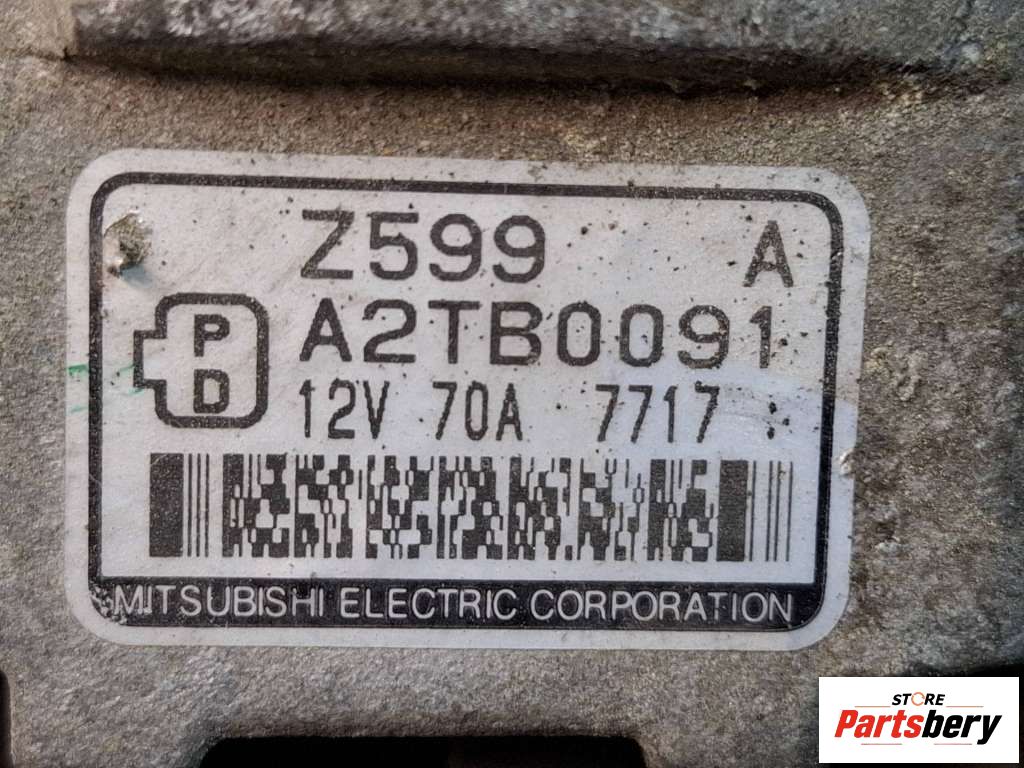 Z599 A
A2TB0091
P
D
12V 70A 7717
MITSUBISHI ELECTRIC CORPORATION
STORE
Partsbery